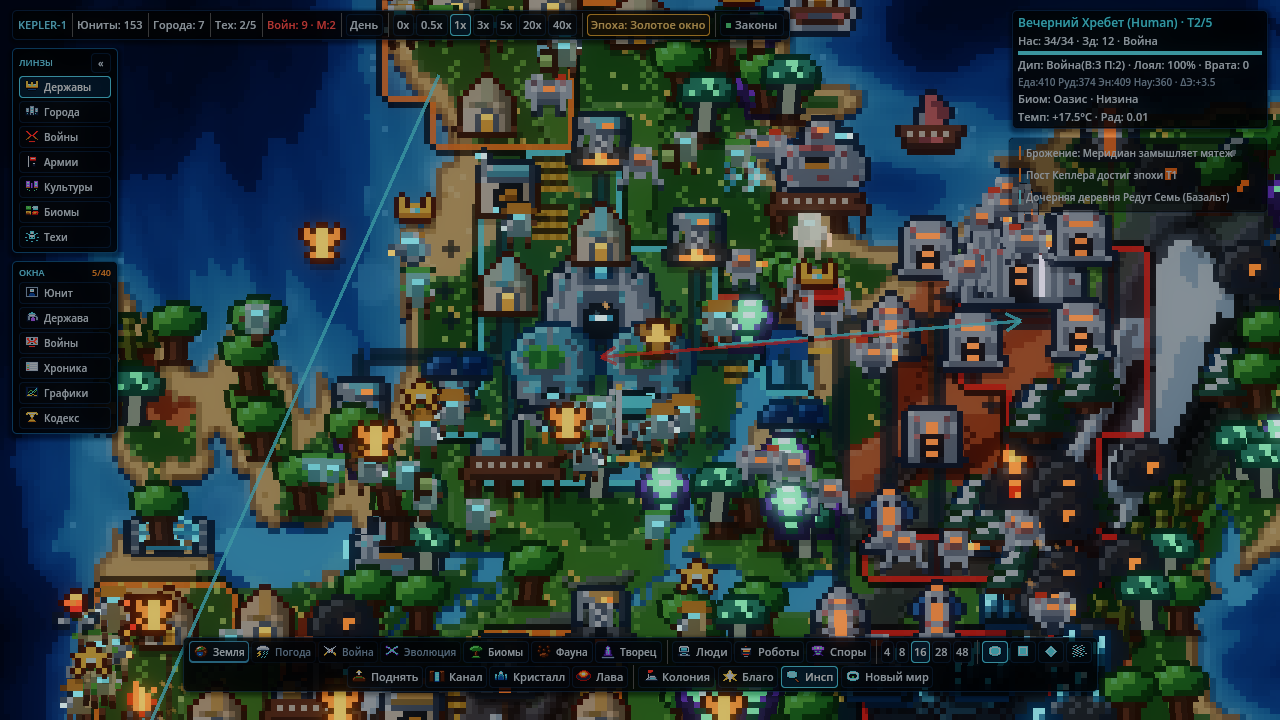 KEPLER-1 Юниты: 153 Города: 7 Тех: 2/5 Войн: 9 · М:2 День 0x 0.5x 1x 3x 5x 20x 40x Эпоха: Золотое окно Законы
ЛИНЗЫ «
Державы
Города
Войны
Армии
Культуры
Биомы
Техи
ОКНА 5/40
Юнит
Держава
Войны
Хроника
Графики
Кодекс
Вечерний Хребет (Human) · T2/5
Нас: 34/34 · Зд: 12 · Война
Дип: Война(В:3 П:2) · Лоял: 100% · Врата: 0
Еда:410 Руд:374 Эн:409 Нау:360 · ΔЭ:+3.5
Биом: Оазис · Низина
Темп: +17.5°C · Рад: 0.01
Брожение: Меридиан замышляет мятеж
Пост Кеплера достиг эпохи T1
Дочерняя деревня Редут Семь (Базальт)
Земля Погода Война Эволюция Биомы Фауна Творец Люди Роботы Споры 4 8 16 28 48
Поднять Канал Кристалл Лава Колония Благо Инсп Новый мир